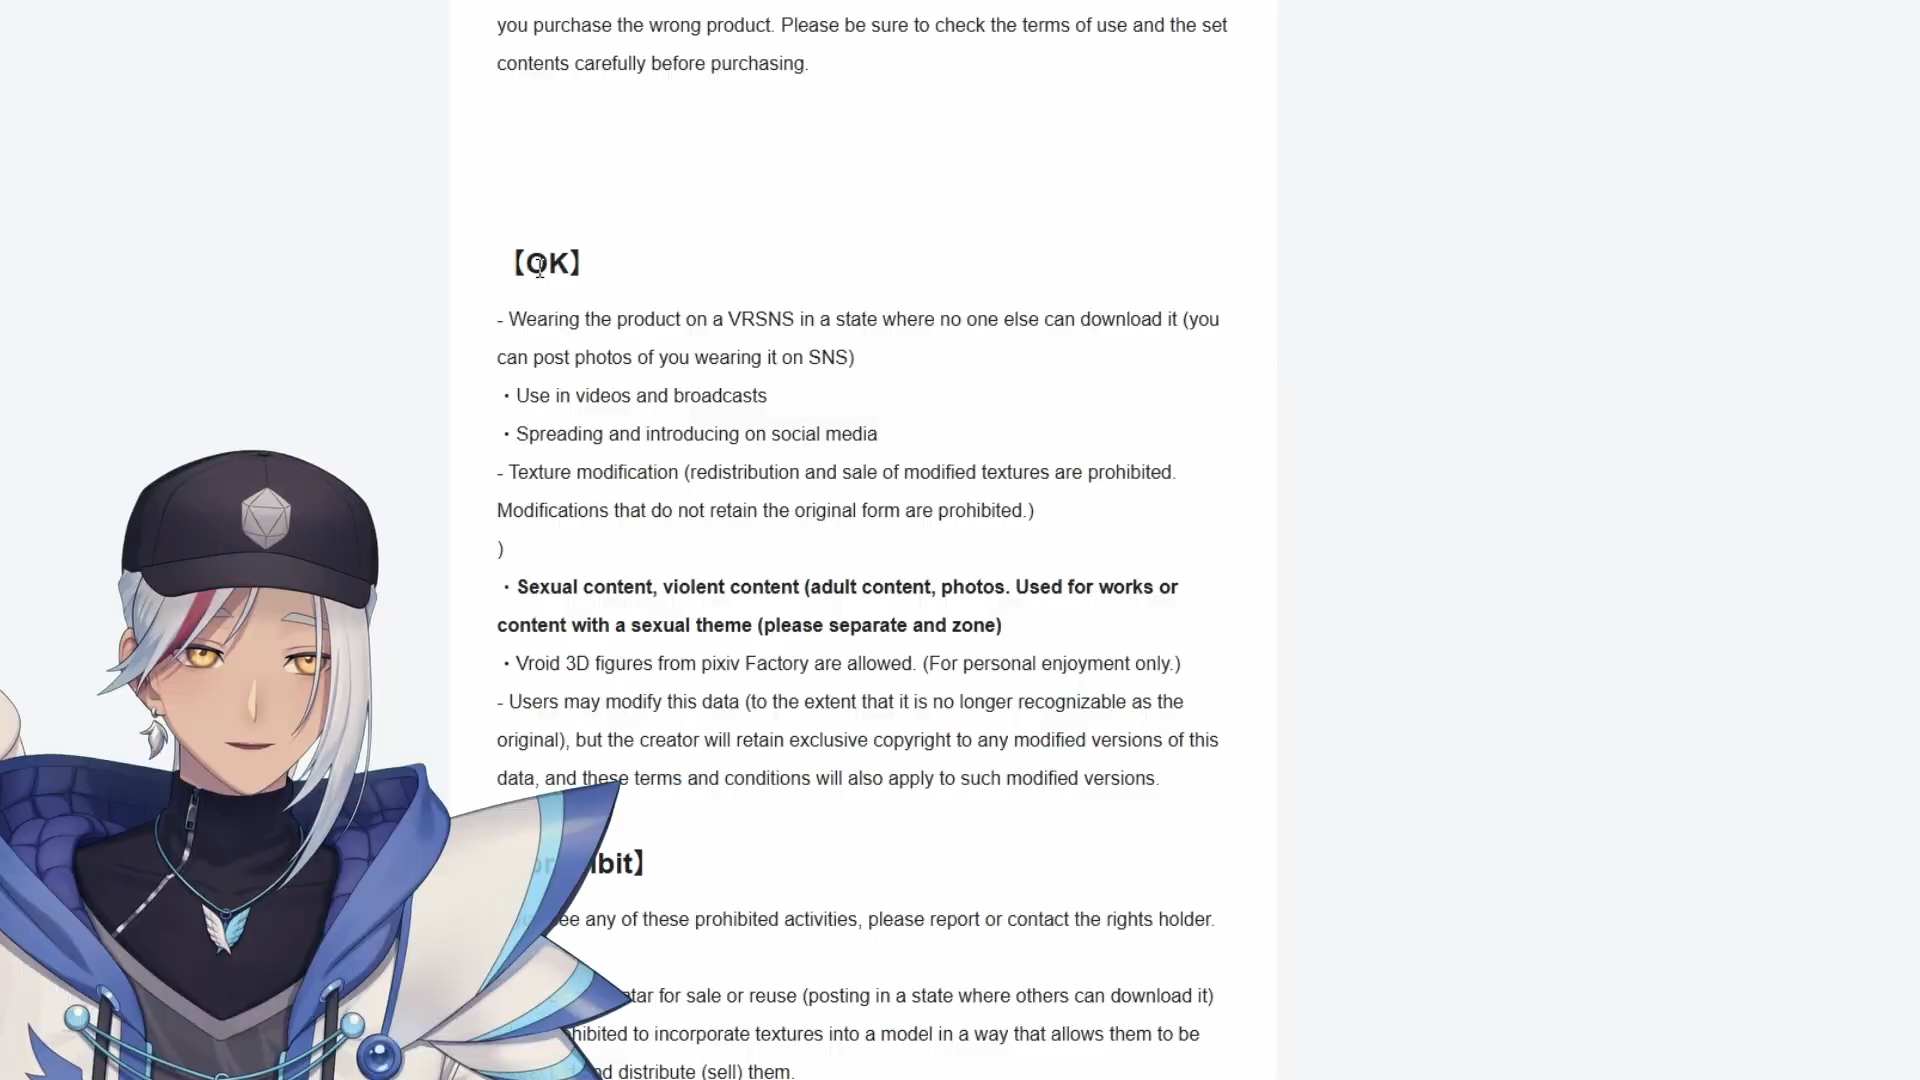 you purchase the wrong product. Please be sure to check the terms of use and the set
contents carefully before purchasing.
【OK】
- Wearing the product on a VRSNS in a state where no one else can download it (you
can post photos of you wearing it on SNS)
・Use in videos and broadcasts
・Spreading and introducing on social media
- Texture modification (redistribution and sale of modified textures are prohibited.
Modifications that do not retain the original form are prohibited.)
)
・Sexual content, violent content (adult content, photos. Used for works or
content with a sexual theme (please separate and zone)
・Vroid 3D figures from pixiv Factory are allowed. (For personal enjoyment only.)
- Users may modify this data (to the extent that it is no longer recognizable as the
original), but the creator will retain exclusive copyright to any modified versions of this
data, and these terms and conditions will also apply to such modified versions.
any of these prohibited activities, please report or contact the rights holder.
for sale or reuse (posting in a state where others can download it)
to incorporate textures into a model in a way that allows them to be
distribute (sell) them.